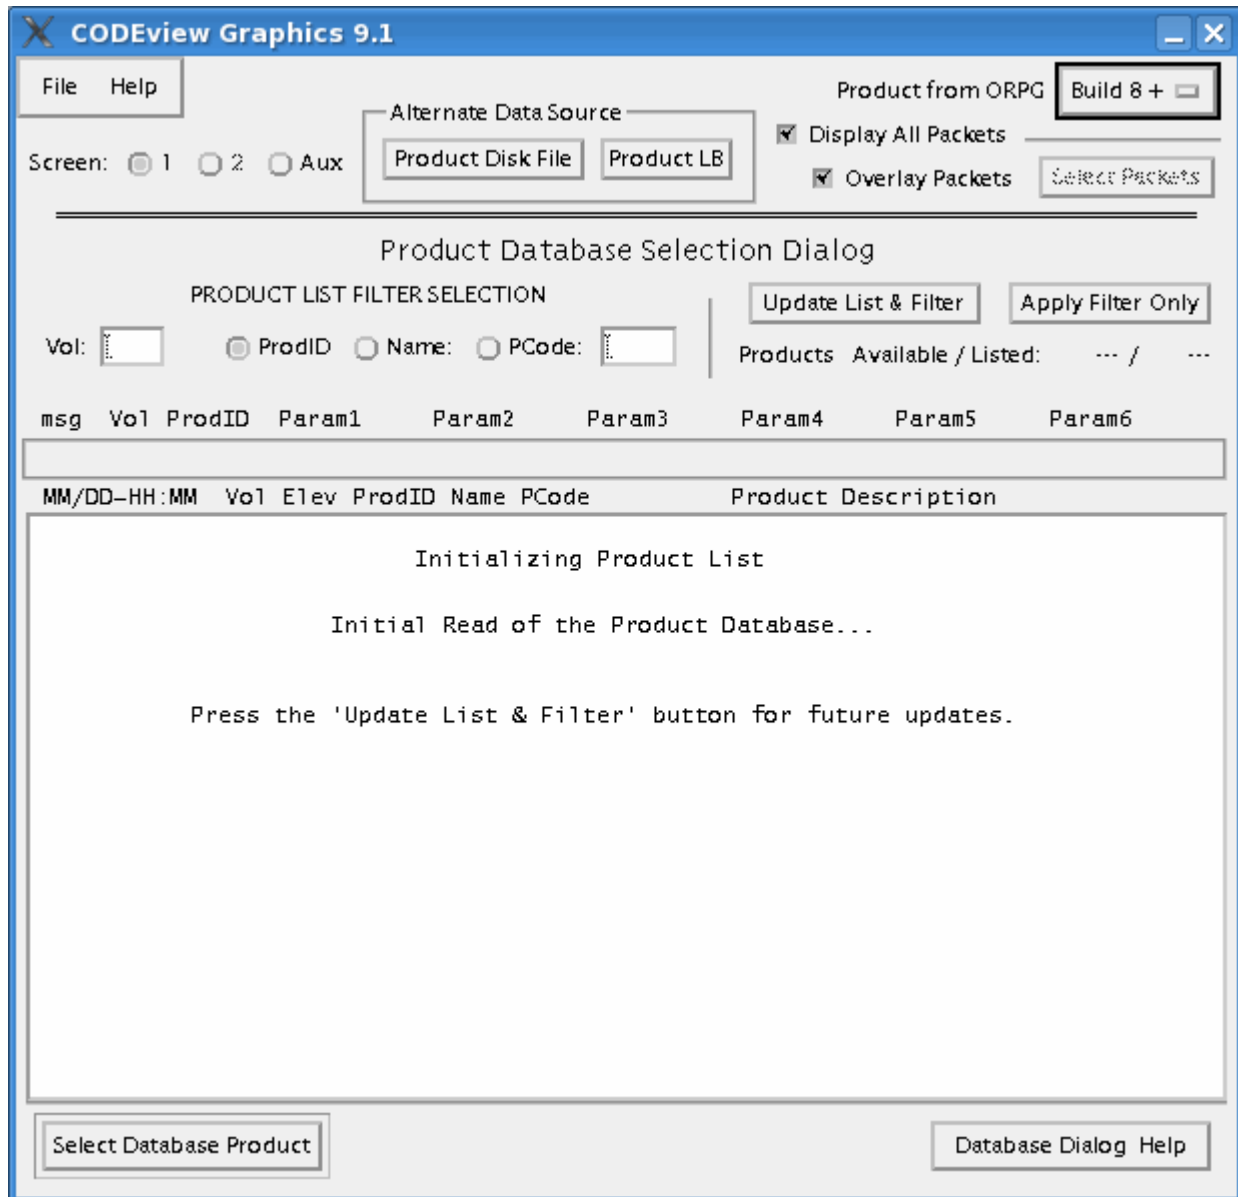 CODEview Graphics 9.1
File Help
Product from ORPG Build 8 +
Alternate Data Source
Display All Packets
Screen: 1 2 Aux Product Disk File Product LB
Overlay Packets Select Packets
Product Database Selection Dialog
PRODUCT LIST FILTER SELECTION
Update List & Filter Apply Filter Only
Vol: ProdID Name: PCode:
Products Available / Listed: --- / ---
msg Vol ProdID Param1 Param2 Param3 Param4 Param5 Param6
MM/DD-HH:MM Vol Elev ProdID Name PCode Product Description
Initializing Product List
Initial Read of the Product Database...
Press the 'Update List & Filter' button for future updates.
Select Database Product Database Dialog Help